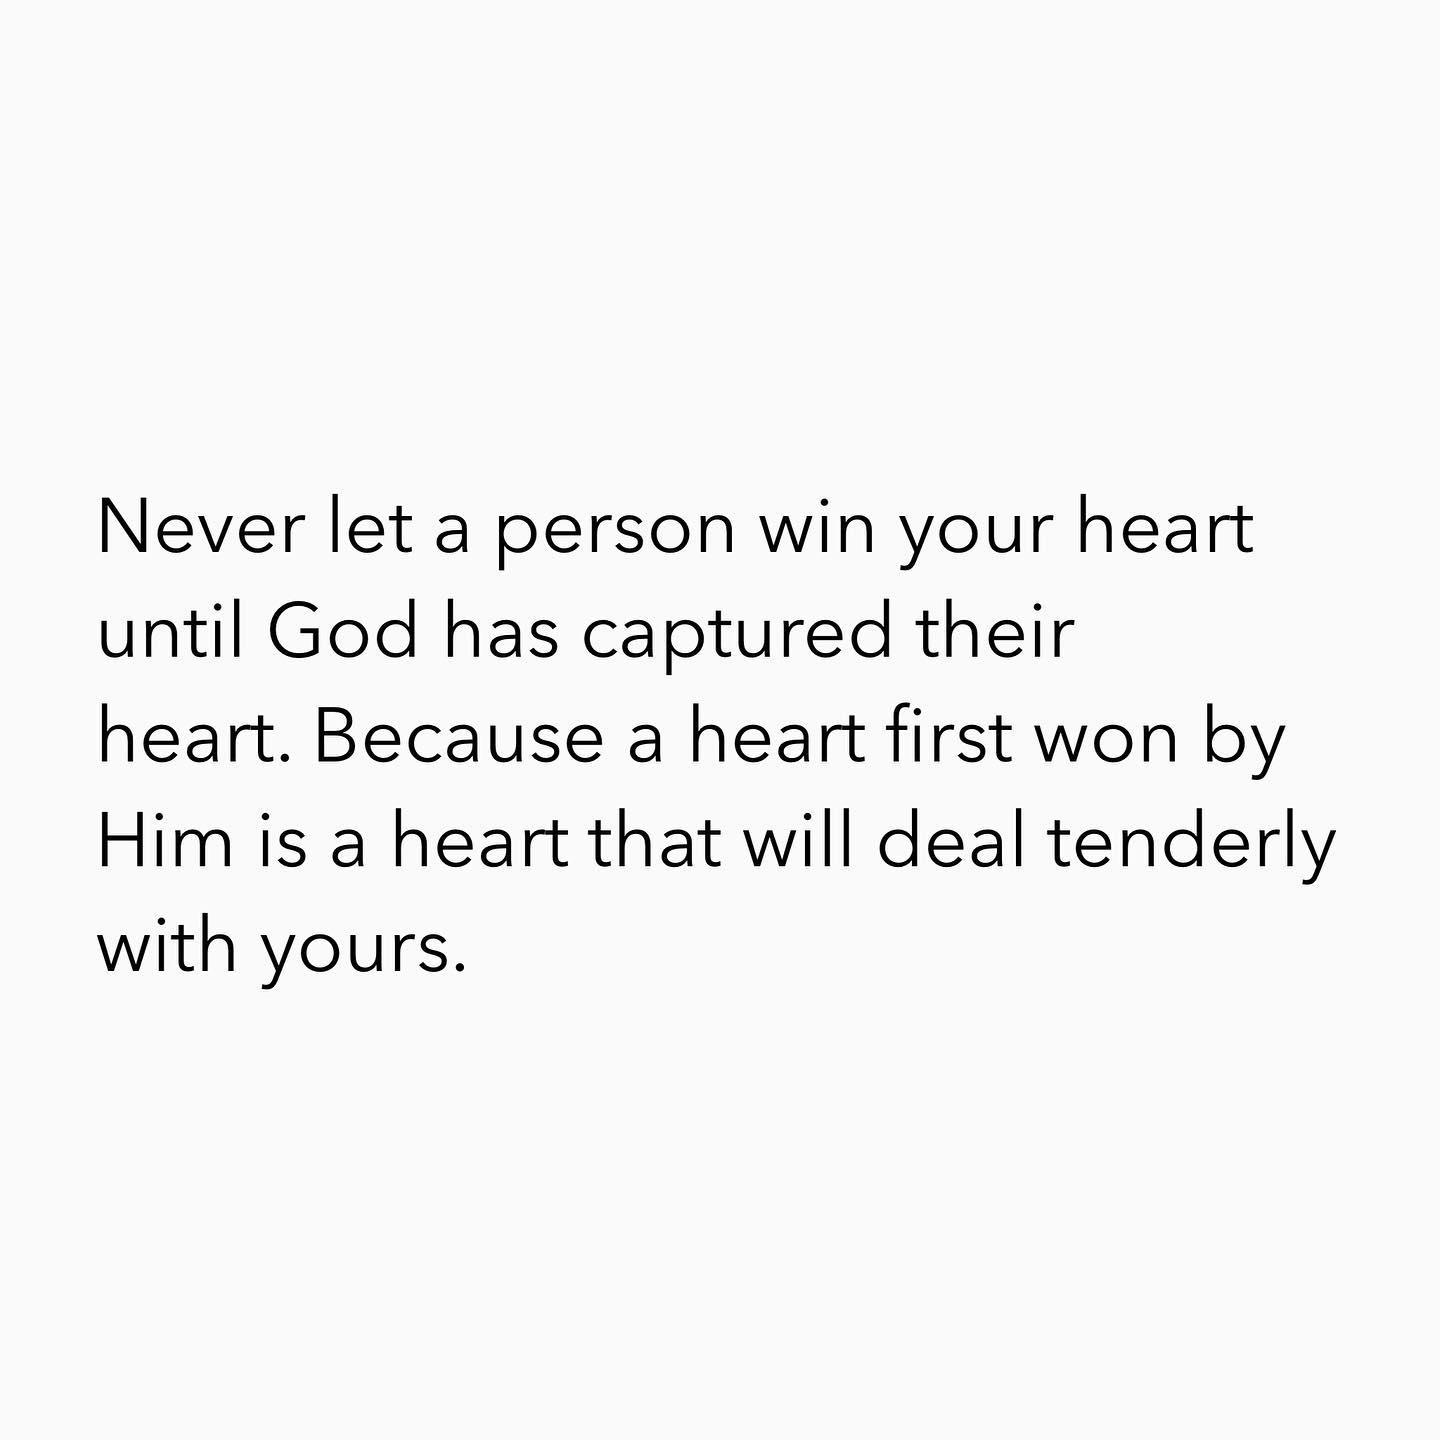 Never let a person win your heart
until God has captured their
heart. Because a heart first won by
Him is a heart that will deal tenderly
with yours.